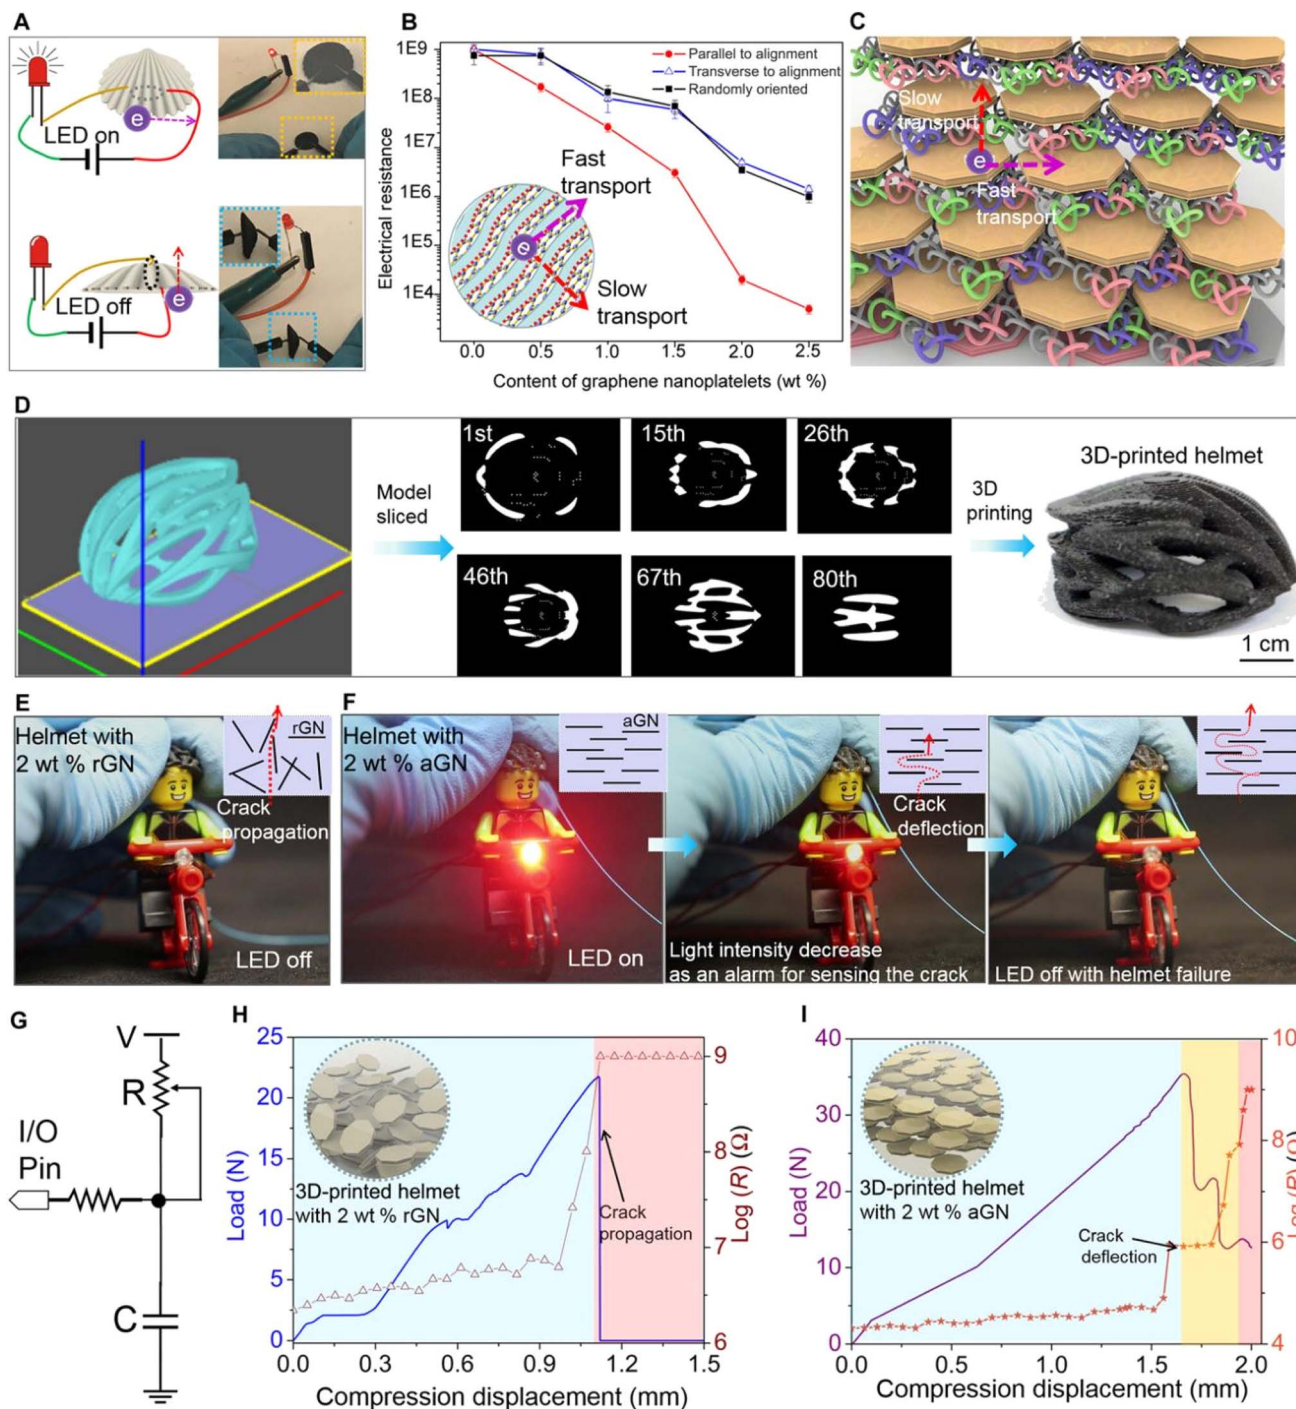 A
LED on
e
LED off
e
B
Electrical resistance
1E9
1E8
1E7
1E6
1E5
1E4
Parallel to alignment
Transverse to alignment
Randomly oriented
Fast
transport
e
Slow
transport
0.0 0.5 1.0 1.5 2.0 2.5
Content of graphene nanoplatelets (wt %)
C
Slow
transport
e
Fast
transport
D
Model
sliced
1st
15th
26th
46th
67th
80th
3D
printing
3D-printed helmet
1 cm
E
Helmet with
2 wt % rGN
rGN
Crack
propagation
LED off
F
Helmet with
2 wt % aGN
aGN
LED on
Crack
deflection
Light intensity decrease
as an alarm for sensing the crack
LED off with helmet failure
G
V
R
I/O
Pin
C
H
Load (N)
25
20
15
10
5
0
3D-printed helmet
with 2 wt % rGN
Crack
propagation
9
8
7
6
Log (R) (Ω)
0.0 0.3 0.6 0.9 1.2 1.5
Compression displacement (mm)
I
Load (N)
40
30
20
10
0
3D-printed helmet
with 2 wt % aGN
Crack
deflection
10
8
6
4
Log (R) (Ω)
0.0 0.5 1.0 1.5 2.0
Compression displacement (mm)